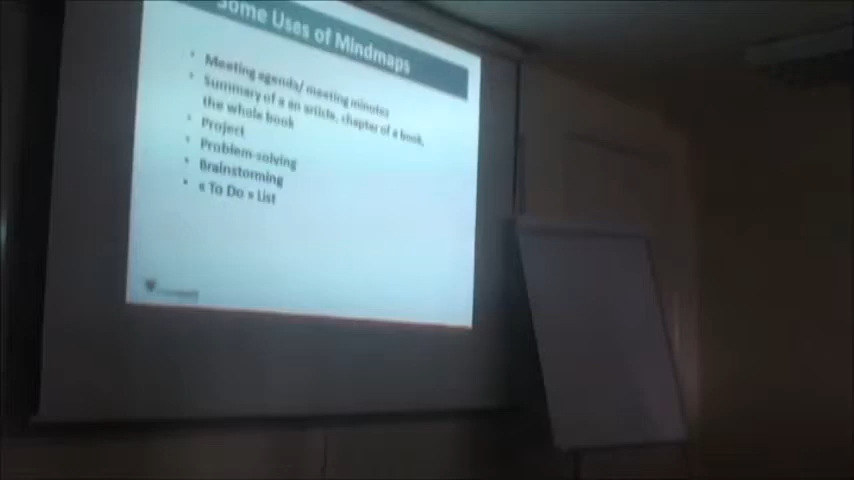 Some Uses of Mindmaps
• Meeting agenda/ meeting minutes
• Summary of a an article, chapter of a book,
the whole book
• Project
• Problem-solving
• Brainstorming
• « To Do » List